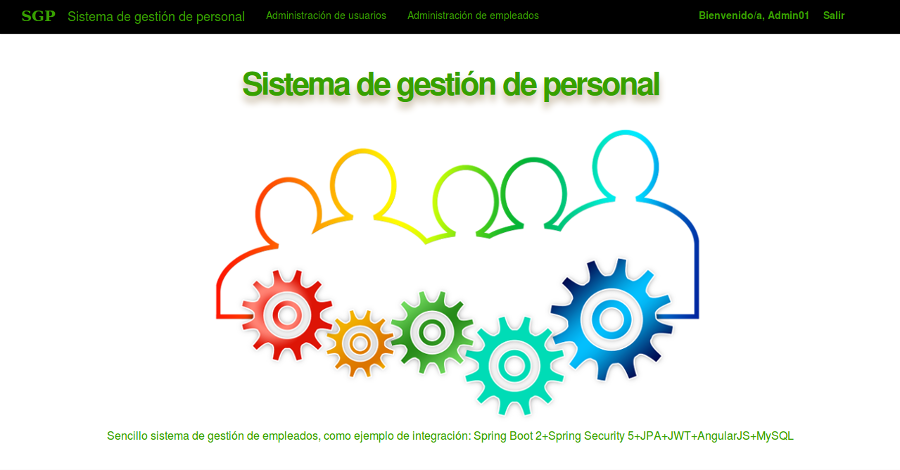 SGP Sistema de gestión de personal Administración de usuarios Administración de empleados Bienvenido/a, Admin01 Salir
Sistema de gestión de personal
Sencillo sistema de gestión de empleados, como ejemplo de integración: Spring Boot 2+Spring Security 5+JPA+JWT+AngularJS+MySQL